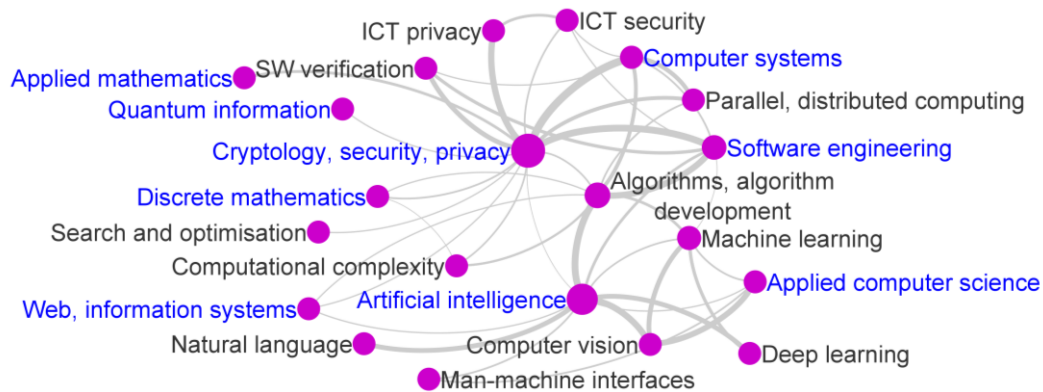 ICT privacy
ICT security
Applied mathematics
SW verification
Computer systems
Quantum information
Parallel, distributed computing
Cryptology, security, privacy
Software engineering
Discrete mathematics
Algorithms, algorithm
development
Search and optimisation
Machine learning
Computational complexity
Web, information systems
Artificial intelligence
Applied computer science
Natural language
Computer vision
Deep learning
Man-machine interfaces